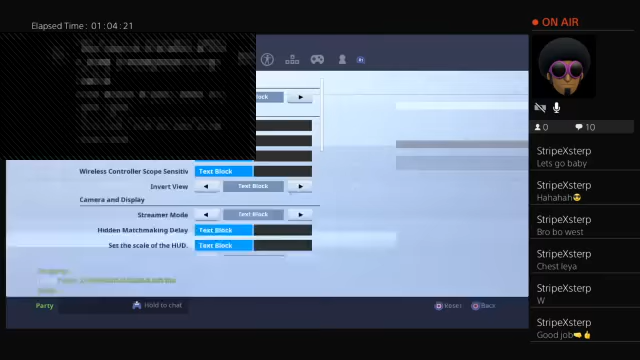 Elapsed Time : 01:04:21
ON AIR
0
10
StripeXsterp
Lets go baby
StripeXsterp
Hahahah😎
StripeXsterp
Bro bo west
StripeXsterp
Chest leya
StripeXsterp
W
StripeXsterp
Good job🤜👍
Block
Wireless Controller Scope Sensitiv
Text Block
Invert View
Text Block
Camera and Display
Streamer Mode
Text Block
Hidden Matchmaking Delay
Text Block
Set the scale of the HUD.
Text Block
Party
Hold to chat
Reset
Back